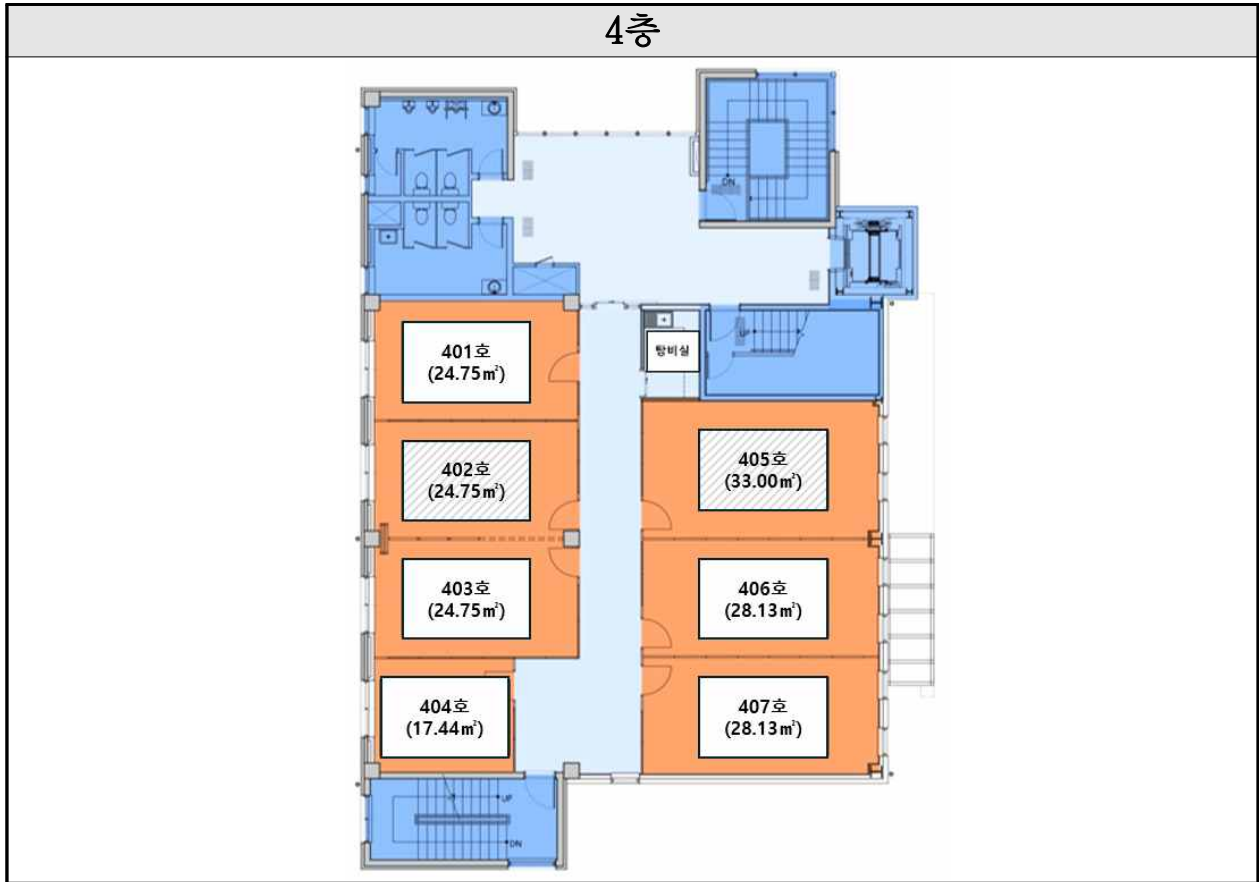 4층
DN
UP
탕비실
401호
(24.75㎡)
402호
(24.75㎡)
405호
(33.00㎡)
403호
(24.75㎡)
406호
(28.13㎡)
404호
(17.44㎡)
407호
(28.13㎡)
UP
DN